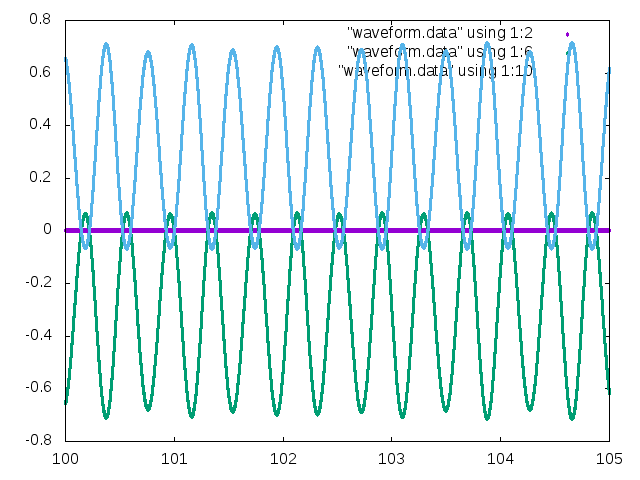 0.8
0.6
0.4
0.2
0
-0.2
-0.4
-0.6
-0.8
"waveform.data" using 1:2
"waveform.data" using 1:6
"waveform.data" using 1:10
100 101 102 103 104 105